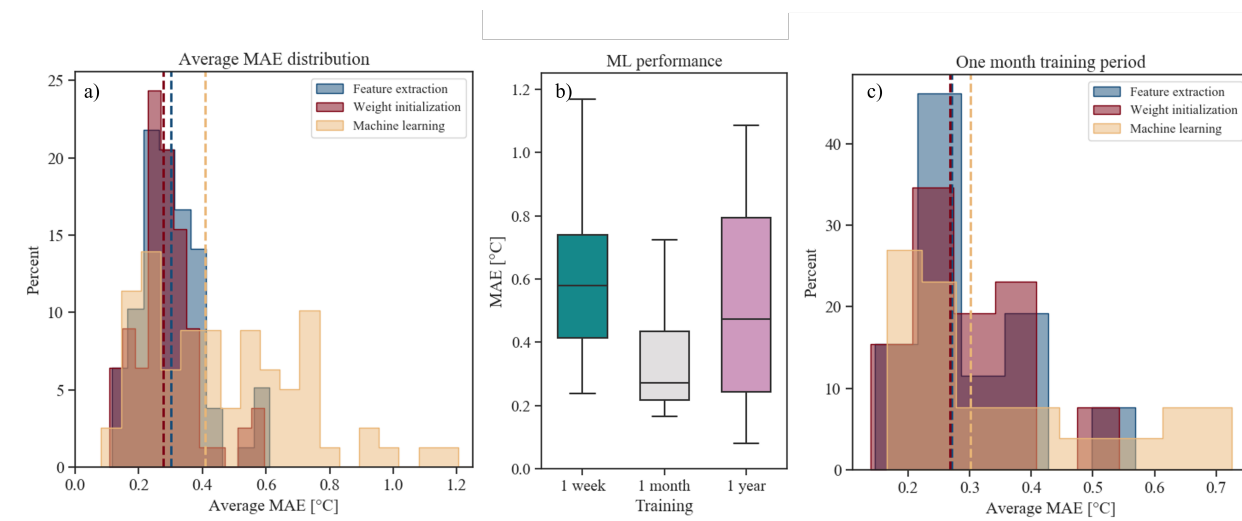 Average MAE distribution
a)
Feature extraction
Weight initialization
Machine learning
25
20
15
10
5
0
Percent
0.0 0.2 0.4 0.6 0.8 1.0 1.2
Average MAE [°C]
ML performance
b)
1.2
1.0
0.8
0.6
0.4
0.2
0.0
MAE [°C]
1 week 1 month 1 year
Training
One month training period
c)
Feature extraction
Weight initialization
Machine learning
40
30
20
10
0
Percent
0.2 0.3 0.4 0.5 0.6 0.7
Average MAE [°C]